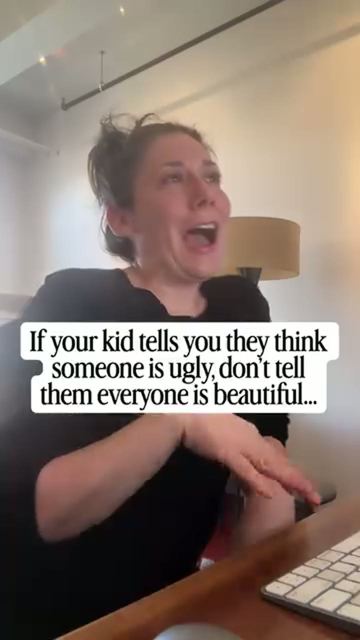 If your kid tells you they think
someone is ugly, don't tell
them everyone is beautiful...